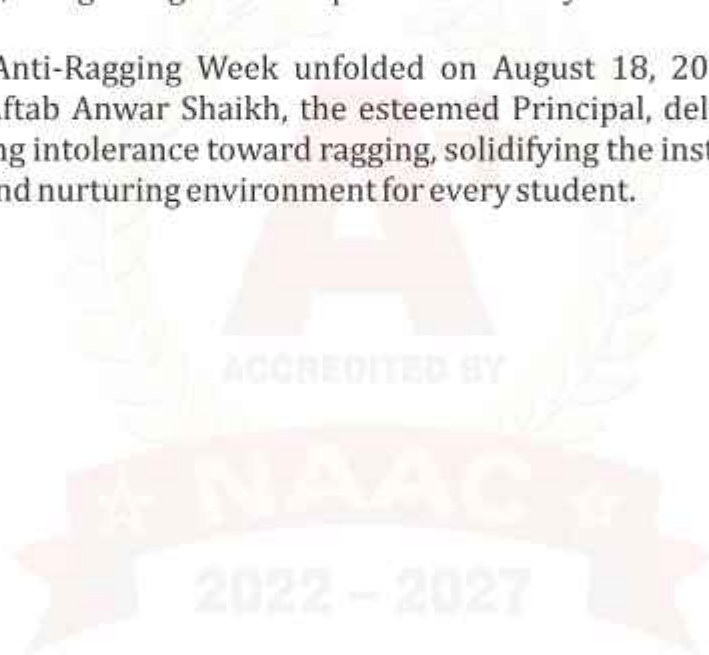 Anti-Ragging Week unfolded on August 18, 20
ftab Anwar Shaikh, the esteemed Principal, del
ng intolerance toward ragging, solidifying the inst
nd nurturing environment for every student.
A
ACCREDITED BY
NAAC
2022 – 2027